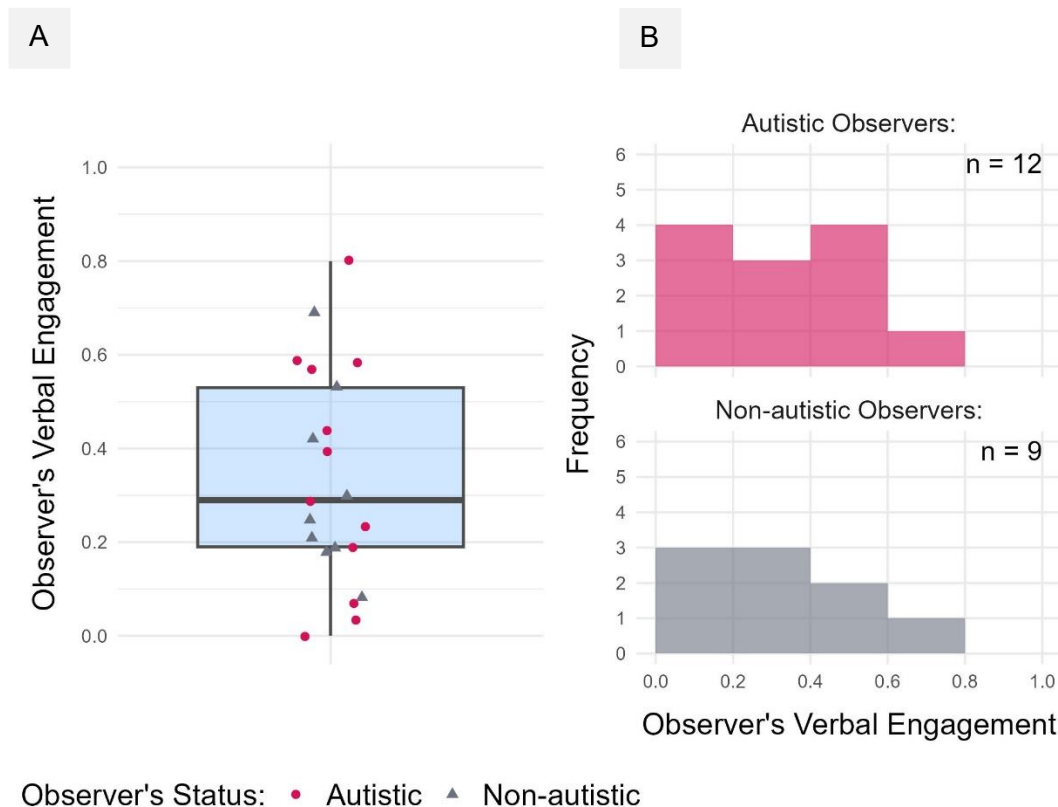 A
Observer's Verbal Engagement
1.0
0.8
0.6
0.4
0.2
0.0
B
Frequency
Autistic Observers:
n = 12
6
5
4
3
2
1
0
Non-autistic Observers:
n = 9
6
5
4
3
2
1
0
0.0 0.2 0.4 0.6 0.8 1.0
Observer's Verbal Engagement
Observer's Status: Autistic Non-autistic